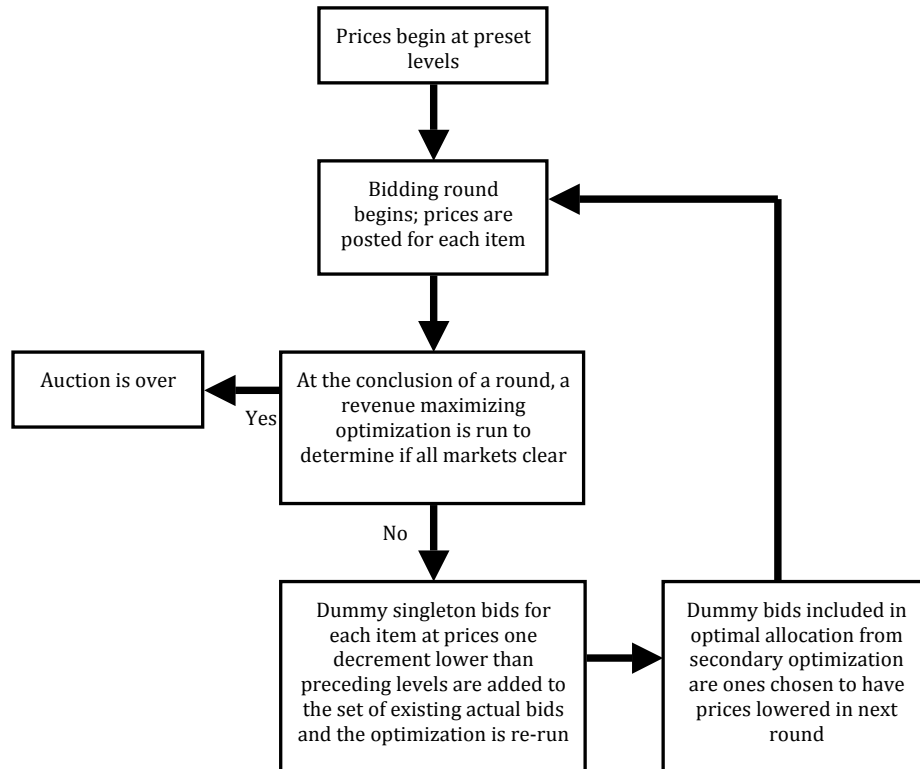 Prices begin at preset
levels
Bidding round
begins; prices are
posted for each item
Auction is over
Yes
At the conclusion of a round, a
revenue maximizing
optimization is run to
determine if all markets clear
No
Dummy singleton bids for
each item at prices one
decrement lower than
preceding levels are added to
the set of existing actual bids
and the optimization is re-run
Dummy bids included in
optimal allocation from
secondary optimization
are ones chosen to have
prices lowered in next
round